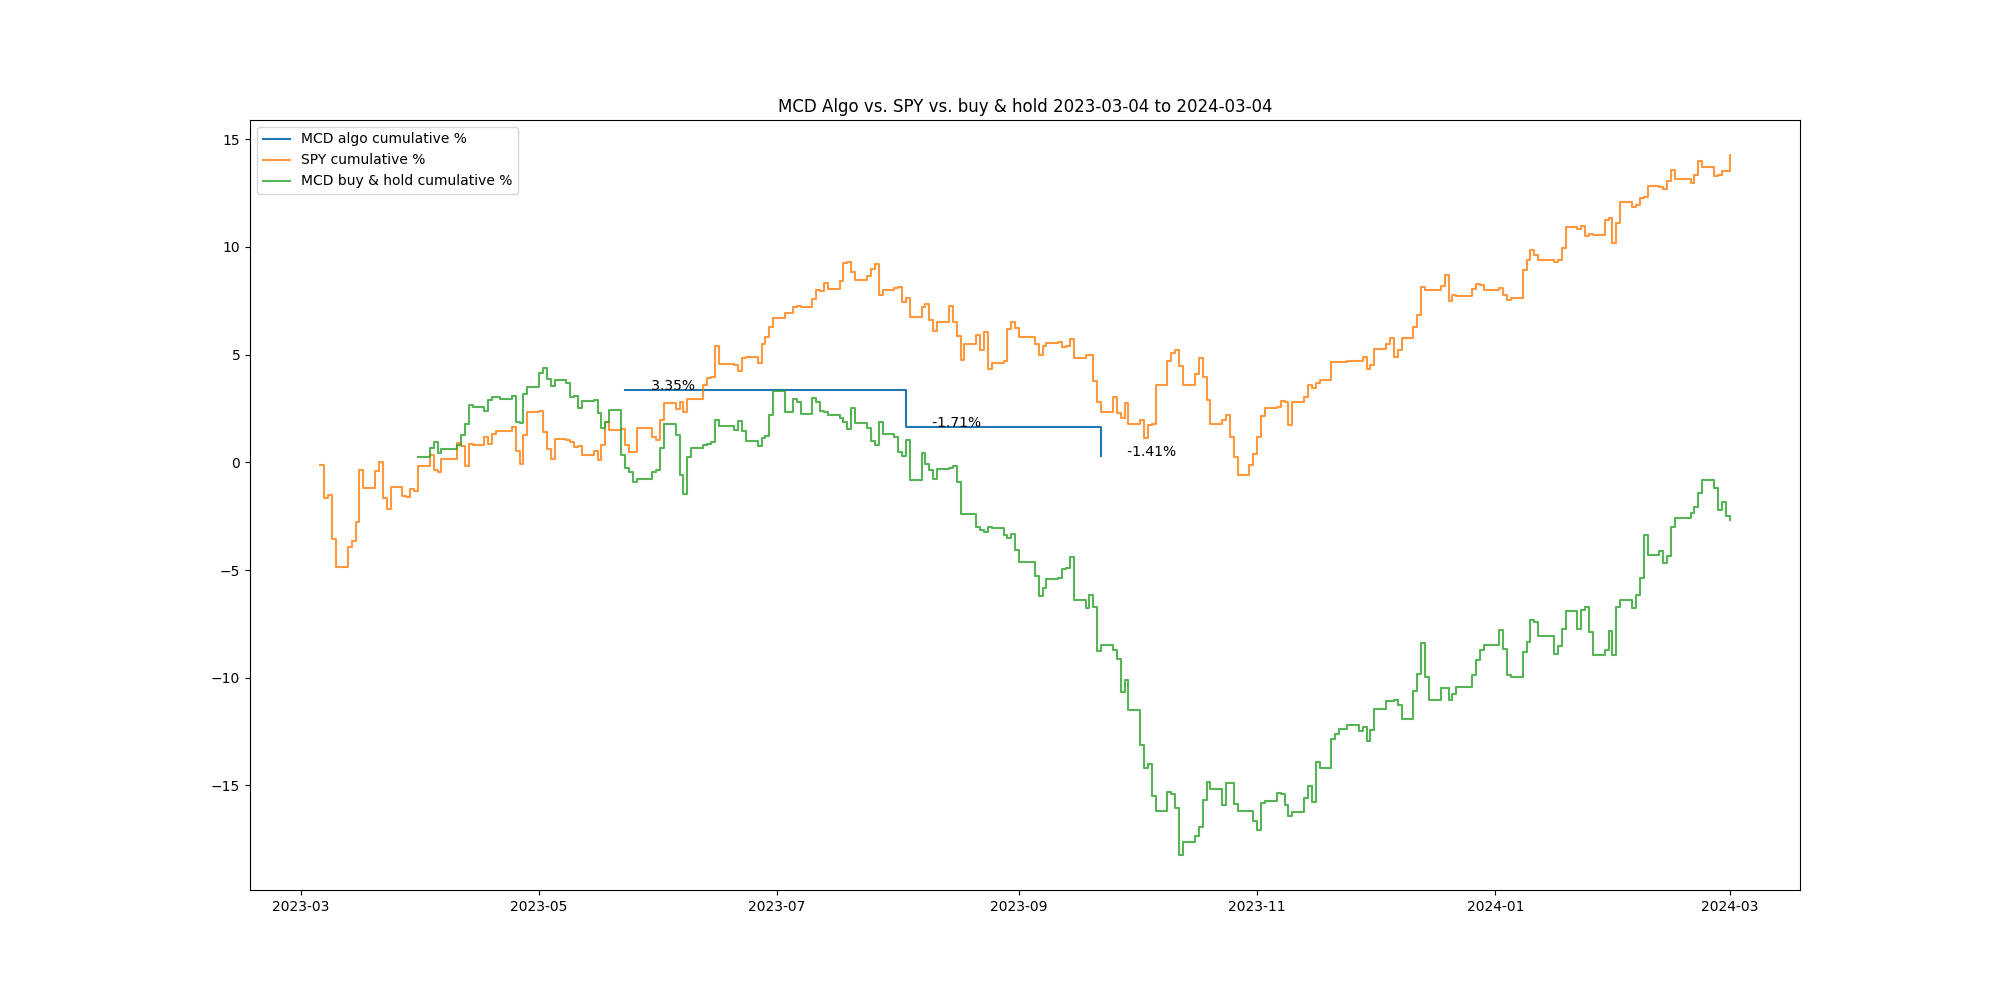 MCD Algo vs. SPY vs. buy & hold 2023-03-04 to 2024-03-04
MCD algo cumulative %
SPY cumulative %
MCD buy & hold cumulative %
15
10
5
0
−5
−10
−15
3.35%
-1.71%
-1.41%
2023-03 2023-05 2023-07 2023-09 2023-11 2024-01 2024-03